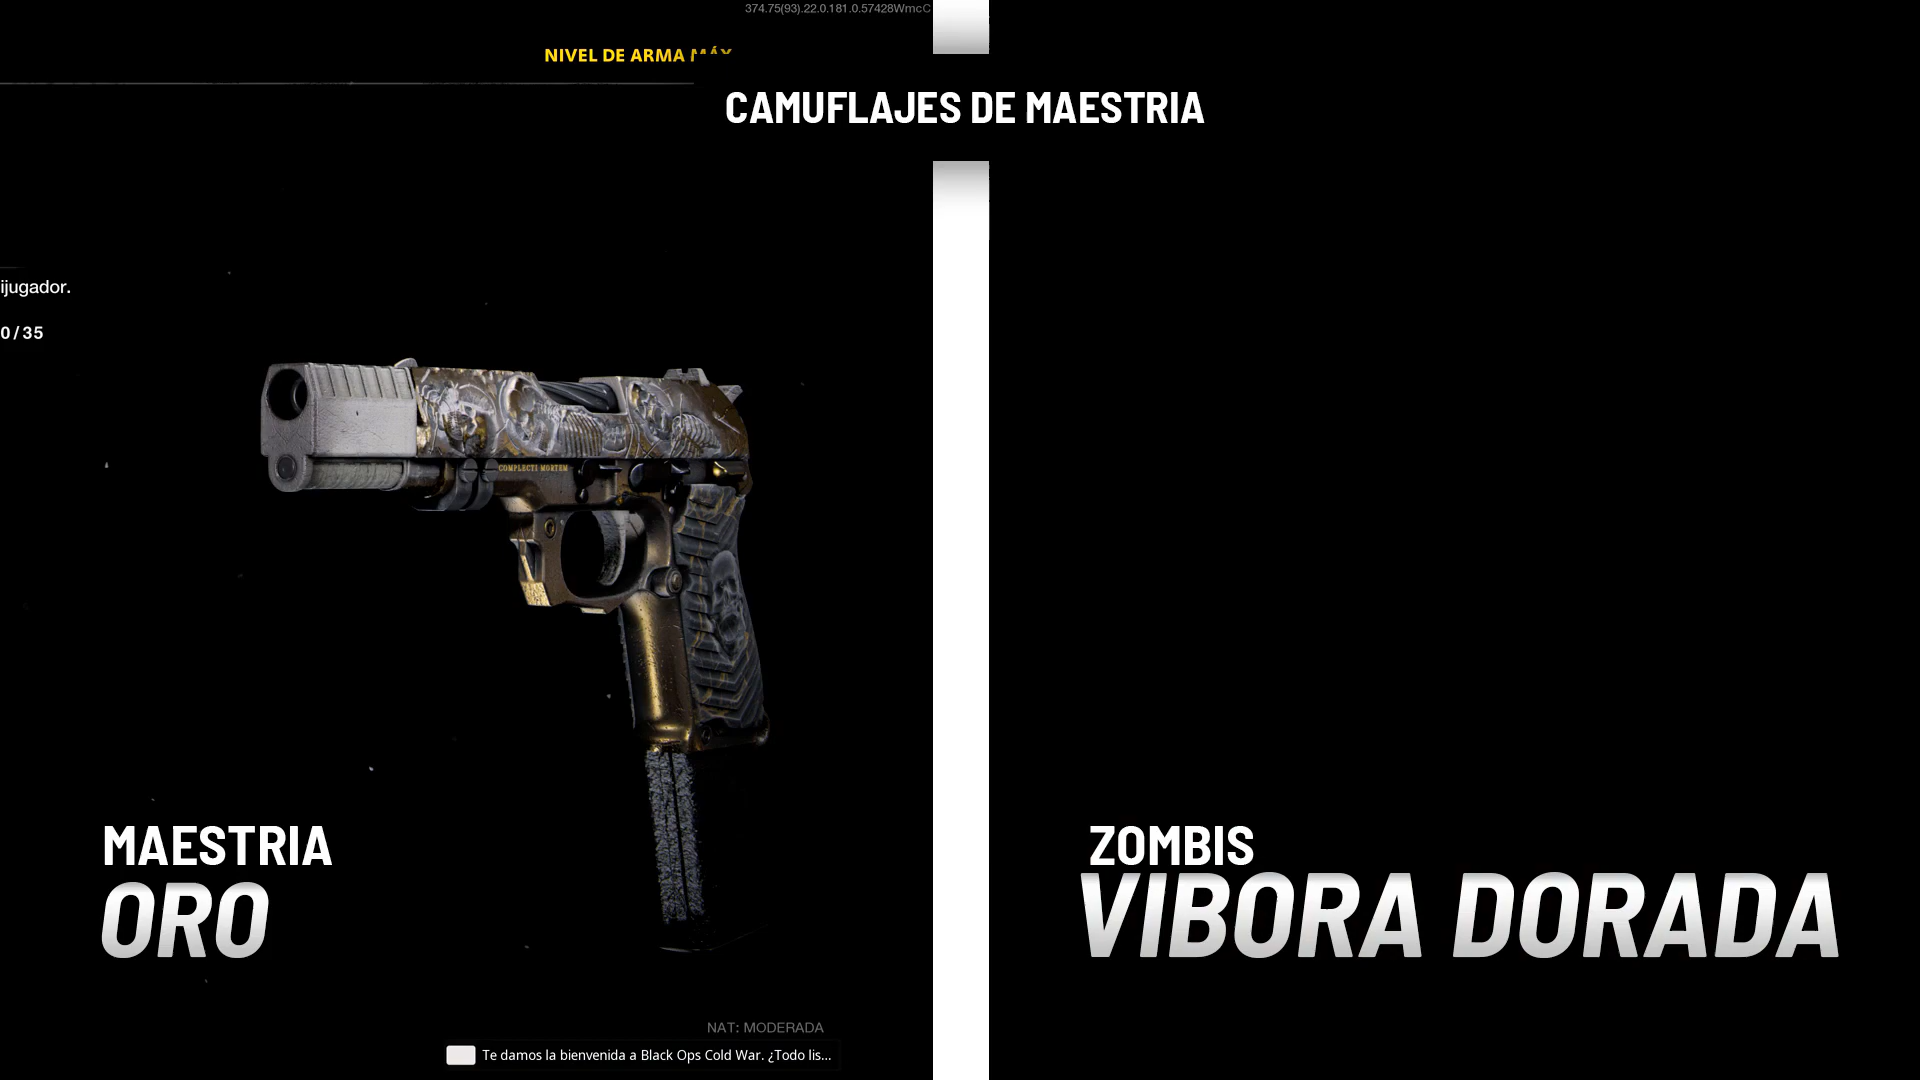 374.75(93).22.0.181.0.57428WmcC
NIVEL DE ARMA MÁX
CAMUFLAJES DE MAESTRIA
ijugador.
0/35
COMPLECTI MORTEM
MAESTRIA
ORO
ZOMBIS
VIBORA DORADA
NAT: MODERADA
Te damos la bienvenida a Black Ops Cold War. ¿Todo lis...